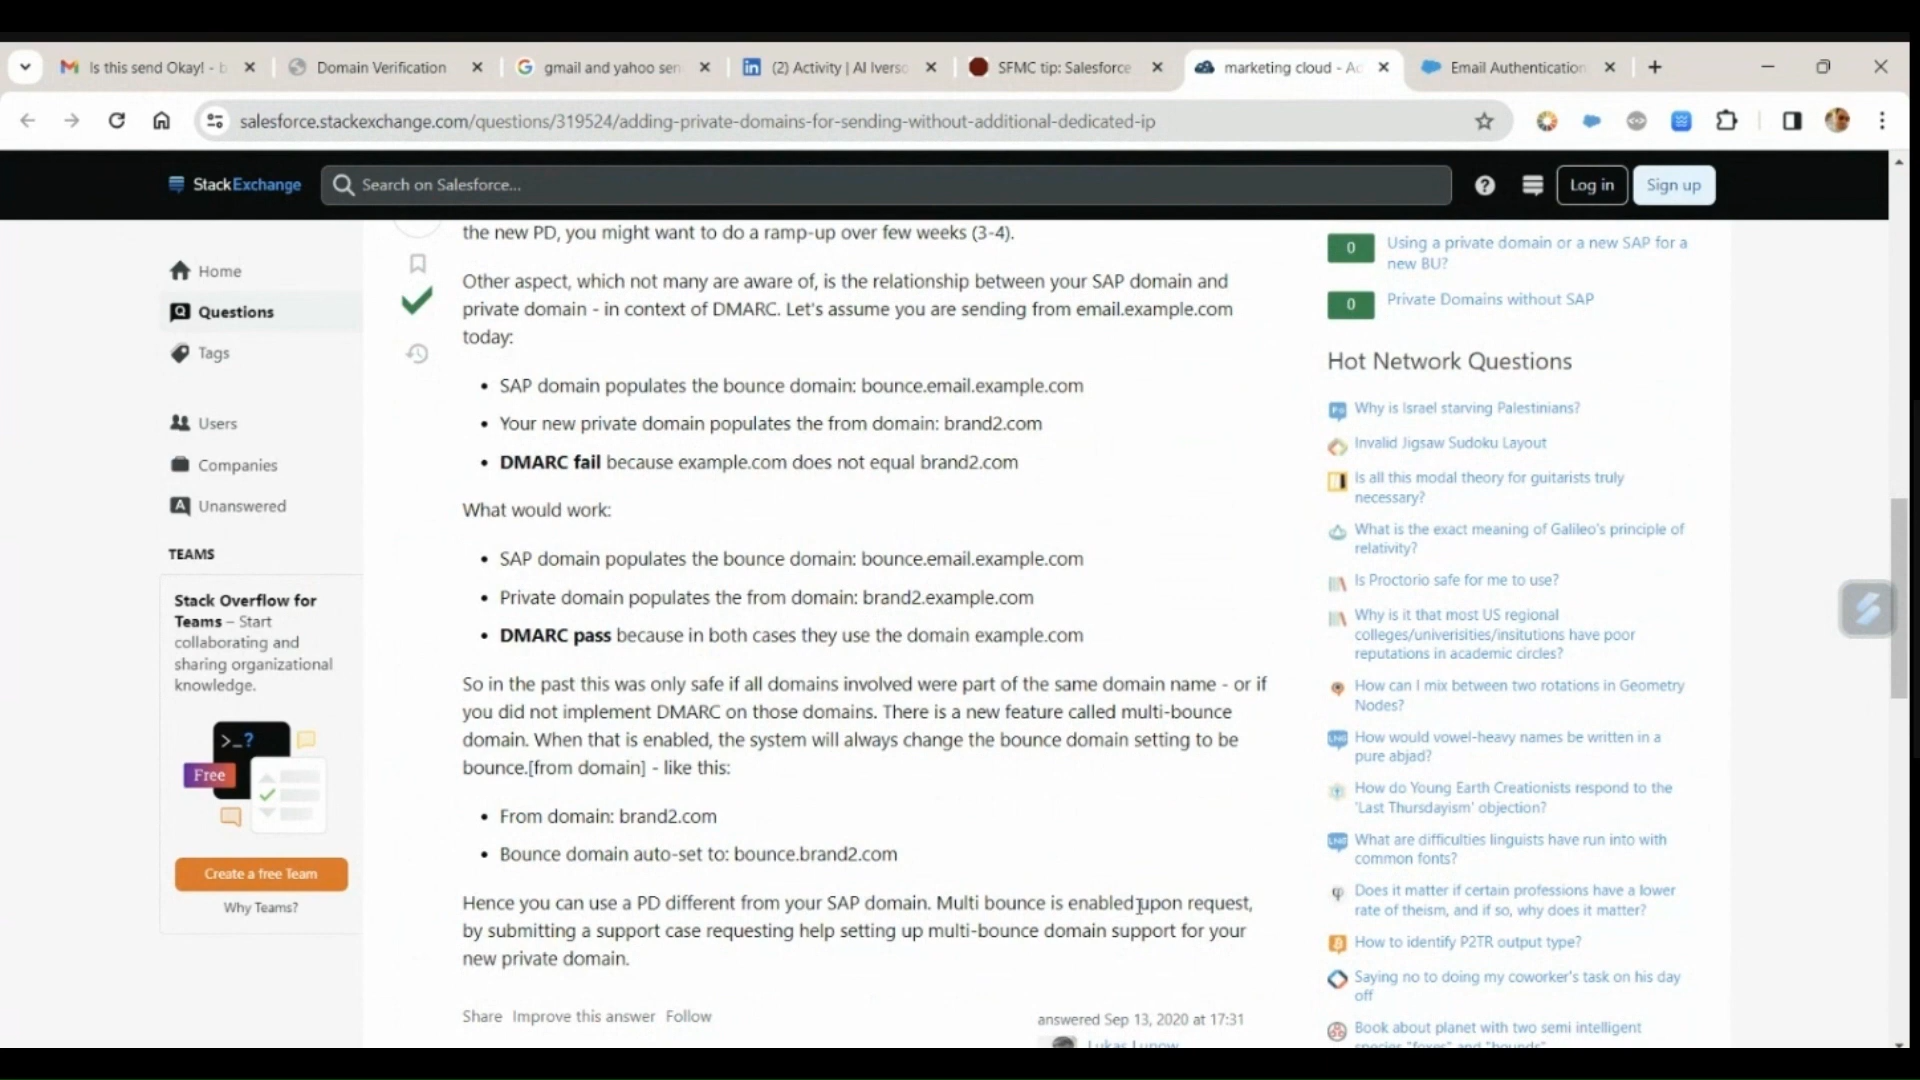 Is this send Okay! - b
Domain Verification
gmail and yahoo sen
(2) Activity | Al Iverso
SFMC tip: Salesforce
marketing cloud - Ad
Email Authentication
salesforce.stackexchange.com/questions/319524/adding-private-domains-for-sending-without-additional-dedicated-ip
StackExchange
Search on Salesforce...
Log in
Sign up
Home
Questions
Tags
Users
Companies
Unanswered
TEAMS
Stack Overflow for
Teams – Start
collaborating and
sharing organizational
knowledge.
>_?
Free
Create a free Team
Why Teams?
the new PD, you might want to do a ramp-up over few weeks (3-4).
Other aspect, which not many are aware of, is the relationship between your SAP domain and
private domain - in context of DMARC. Let's assume you are sending from email.example.com
today:
• SAP domain populates the bounce domain: bounce.email.example.com
• Your new private domain populates the from domain: brand2.com
• DMARC fail because example.com does not equal brand2.com
What would work:
• SAP domain populates the bounce domain: bounce.email.example.com
• Private domain populates the from domain: brand2.example.com
• DMARC pass because in both cases they use the domain example.com
So in the past this was only safe if all domains involved were part of the same domain name - or if
you did not implement DMARC on those domains. There is a new feature called multi-bounce
domain. When that is enabled, the system will always change the bounce domain setting to be
bounce.[from domain] - like this:
• From domain: brand2.com
• Bounce domain auto-set to: bounce.brand2.com
Hence you can use a PD different from your SAP domain. Multi bounce is enabled upon request,
by submitting a support case requesting help setting up multi-bounce domain support for your
new private domain.
Share Improve this answer Follow
answered Sep 13, 2020 at 17:31
Lukas Lunow
0 Using a private domain or a new SAP for a
new BU?
0 Private Domains without SAP
Hot Network Questions
Why is Israel starving Palestinians?
Invalid Jigsaw Sudoku Layout
Is all this modal theory for guitarists truly
necessary?
What is the exact meaning of Galileo's principle of
relativity?
Is Proctorio safe for me to use?
Why is it that most US regional
colleges/univerisities/insitutions have poor
reputations in academic circles?
How can I mix between two rotations in Geometry
Nodes?
How would vowel-heavy names be written in a
pure abjad?
How do Young Earth Creationists respond to the
'Last Thursdayism' objection?
What are difficulties linguists have run into with
common fonts?
Does it matter if certain professions have a lower
rate of theism, and if so, why does it matter?
How to identify P2TR output type?
Saying no to doing my coworker's task on his day
off
Book about planet with two semi intelligent
species "foxes" and "hounds"